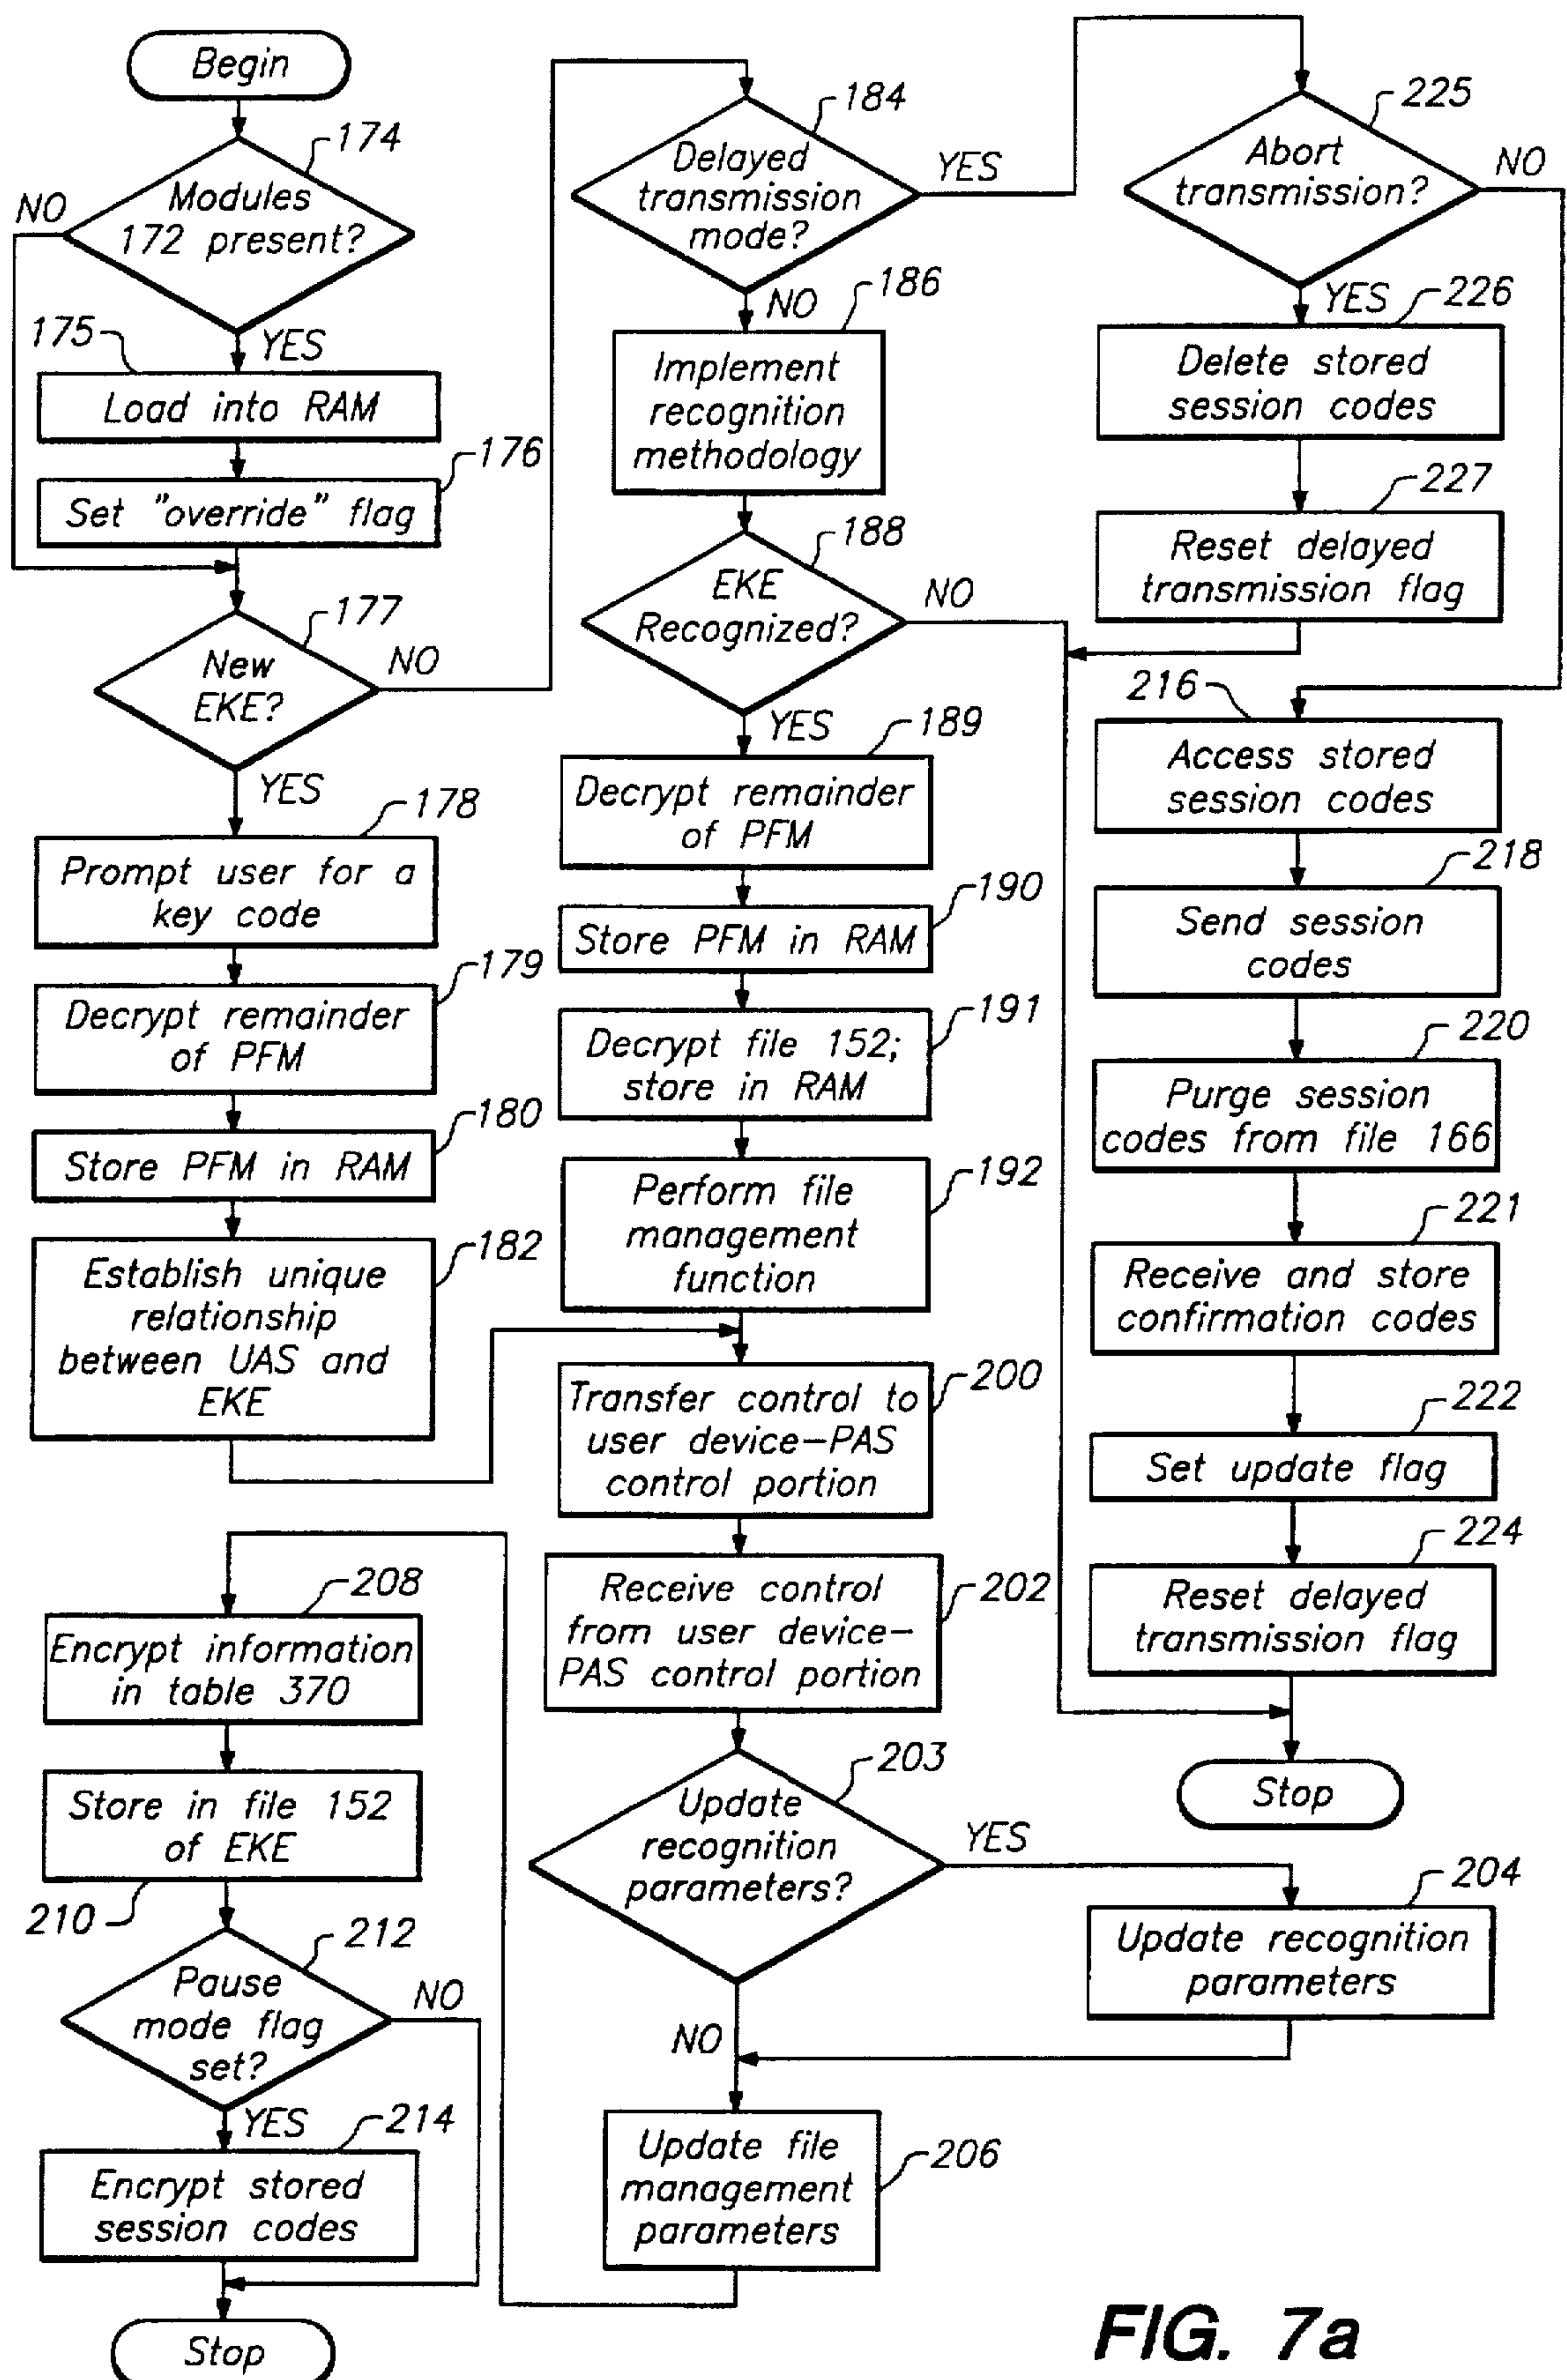 Begin
174
NO
Modules
172 present?
YES
175
Load into RAM
176
Set "override" flag
177
New
EKE?
NO
YES
178
Prompt user for a
key code
179
Decrypt remainder
of PFM
180
Store PFM in RAM
182
Establish unique
relationship
between UAS and
EKE
184
Delayed
transmission
mode?
YES
NO
186
Implement
recognition
methodology
188
EKE
Recognized?
NO
YES
189
Decrypt remainder
of PFM
190
Store PFM in RAM
191
Decrypt file 152;
store in RAM
192
Perform file
management
function
200
Transfer control to
user device-PAS
control portion
202
Receive control
from user device-
PAS control portion
203
Update
recognition
parameters?
YES
NO
204
Update recognition
parameters
206
Update file
management
parameters
208
Encrypt information
in table 370
Store in file 152
of EKE
210
212
Pause
mode flag
set?
NO
YES
214
Encrypt stored
session codes
Stop
225
Abort
transmission?
NO
YES
226
Delete stored
session codes
227
Reset delayed
transmission flag
216
Access stored
session codes
218
Send session
codes
220
Purge session
codes from file 166
221
Receive and store
confirmation codes
222
Set update flag
224
Reset delayed
transmission flag
Stop
FIG. 7a